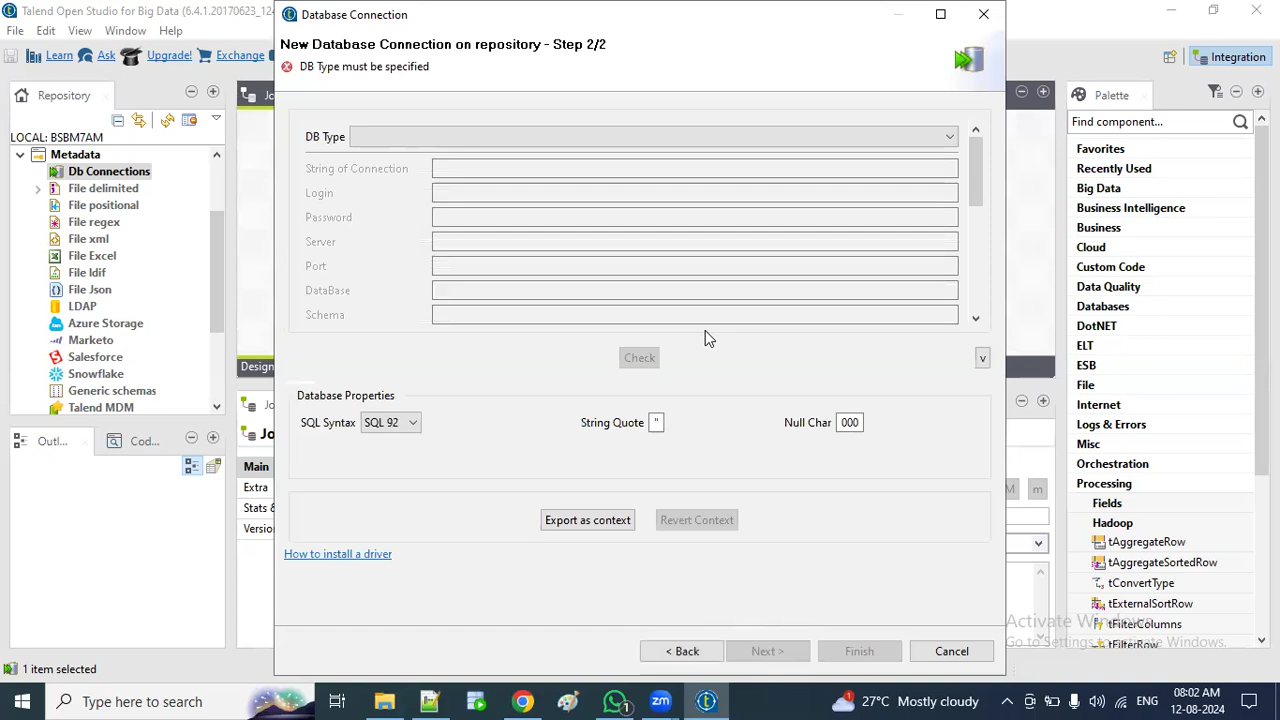 Talend Open Studio for Big Data (6.4.1.20170623_124
File Edit View Window Help
Learn Ask Upgrade! Exchange
Integration
Database Connection
New Database Connection on repository - Step 2/2
DB Type must be specified
DB Type
String of Connection
Login
Password
Server
Port
DataBase
Schema
Check
v
Database Properties
SQL Syntax SQL 92 String Quote " Null Char 000
Export as context Revert Context
How to install a driver
< Back Next > Finish Cancel
Repository
LOCAL: BSBM7AM
Metadata
Db Connections
File delimited
File positional
File regex
File xml
File Excel
File ldif
File Json
LDAP
Azure Storage
Marketo
Salesforce
Snowflake
Generic schemas
Talend MDM
Outl... Cod...
Jo
Design
Jo
Jo
Main
Extra
Stats &
Versio
M m
Palette
Find component...
Favorites
Recently Used
Big Data
Business Intelligence
Business
Cloud
Custom Code
Data Quality
Databases
DotNET
ELT
ESB
File
Internet
Logs & Errors
Misc
Orchestration
Processing
Fields
Hadoop
tAggregateRow
tAggregateSortedRow
tConvertType
tExternalSortRow
tFilterColumns
tFilterRow
Activate Windows
Go to Settings to activate Windows.
1 item selected
Type here to search
1
1
27°C Mostly cloudy
ENG
08:02 AM
12-08-2024